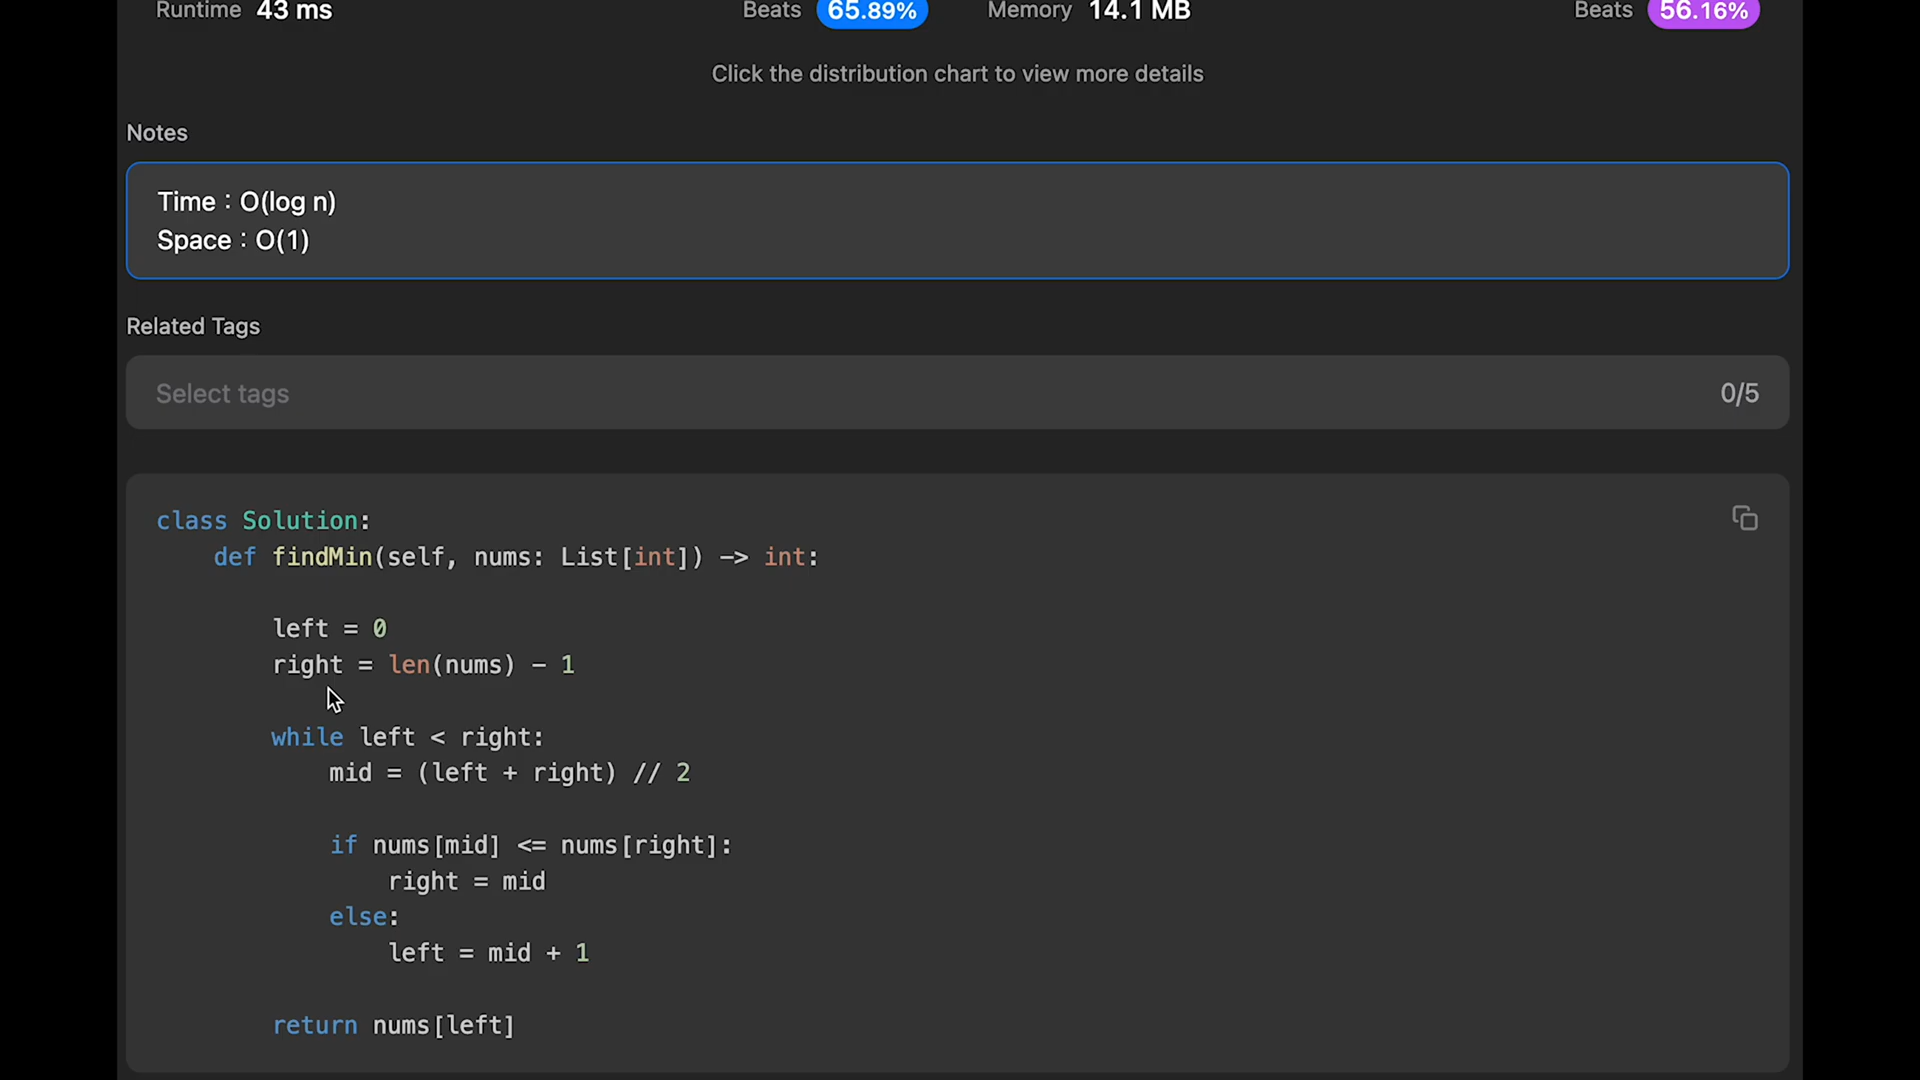 Runtime 43 ms Beats 65.89% Memory 14.1 MB Beats 56.16%
Click the distribution chart to view more details
Notes
Time : O(log n)
Space : O(1)
Related Tags
Select tags 0/5
class Solution:
    def findMin(self, nums: List[int]) -> int:
        left = 0
        right = len(nums) - 1
        while left < right:
            mid = (left + right) // 2
            if nums[mid] <= nums[right]:
                right = mid
            else:
                left = mid + 1
        return nums[left]